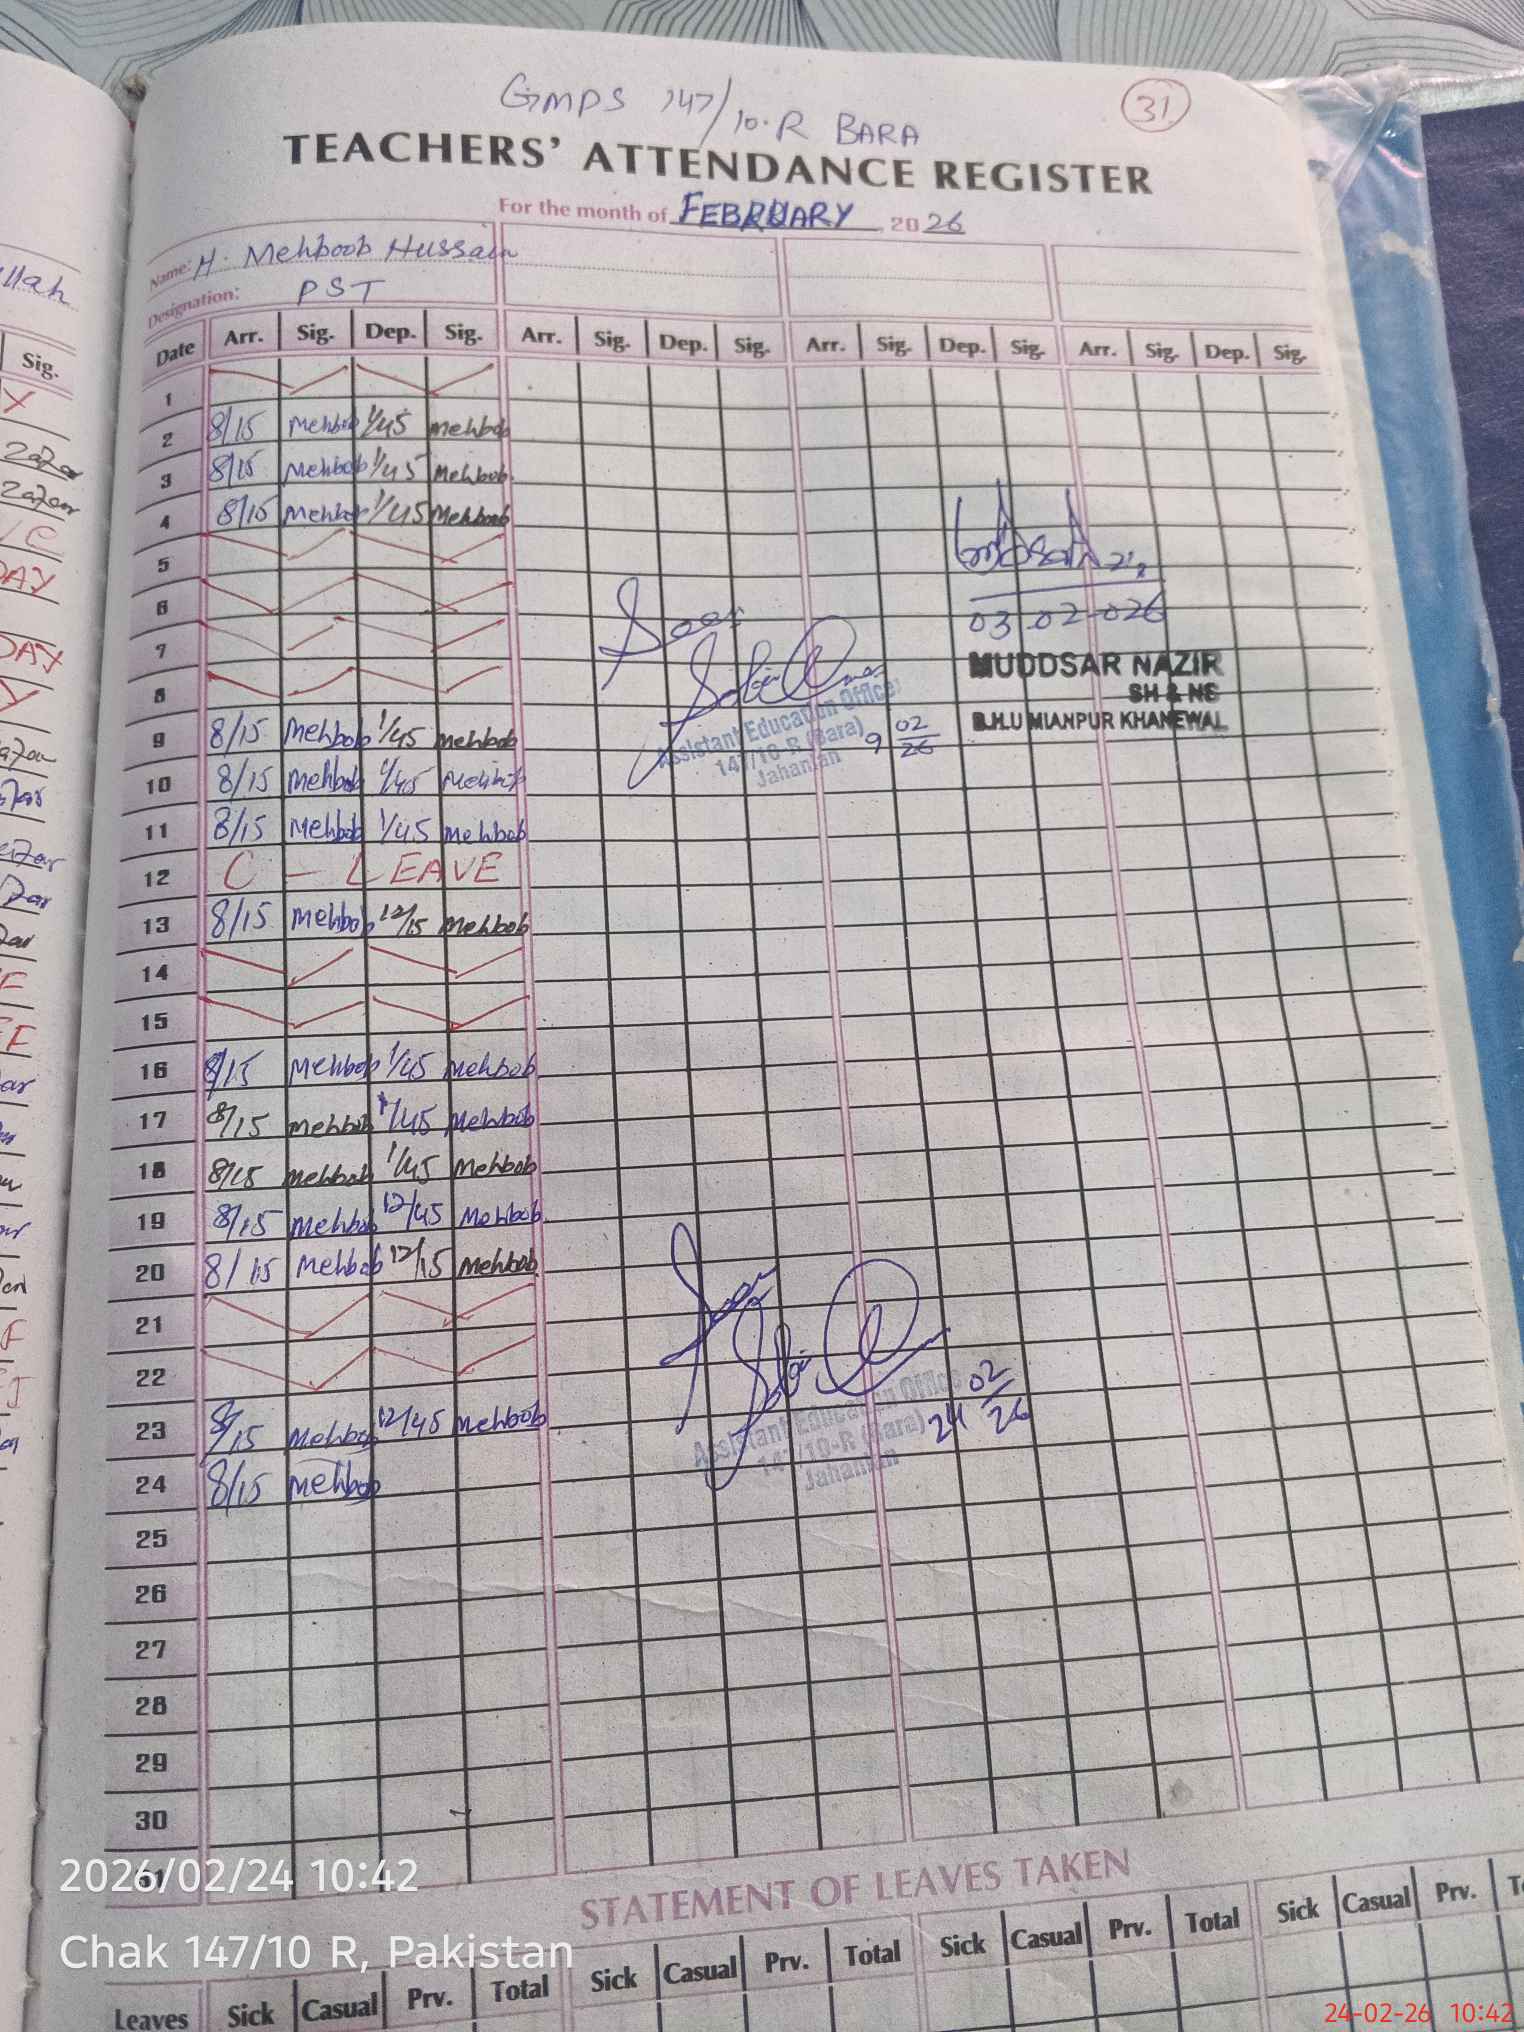 GMPS 147/10.R BARA
31
TEACHERS' ATTENDANCE REGISTER
For the month of FEBRUARY 2026
Name: H. Mehboob Hussain
Designation: PST
Date Arr. Sig. Dep. Sig. Arr. Sig. Dep. Sig. Arr. Sig. Dep. Sig. Arr. Sig. Dep. Sig.
1
2 8/15 Mehbob 1/45 Mehbob
3 8/15 Mehbob 1/45 Mehbob
4 8/15 Mehbob 1/45 Mehbob
5
6
03-02-026
7
MUDDSAR NAZIR
8
SH & NS
B.H.U MIANPUR KHANEWAL
Assistant Education Office
147/10-R (Bara)
Jahanian
9 02/26
9 8/15 Mehbob 1/45 Mehbob
10 8/15 Mehbob 1/45 Mehbob
11 8/15 Mehbob 1/45 Mehbob
12 C - LEAVE
13 8/15 Mehbob 12/15 Mehbob
14
15
16 8/15 Mehbob 1/45 Mehbob
17 8/15 Mehbob 1/45 Mehbob
18 8/15 Mehbob 1/45 Mehbob
19 8/15 Mehbob 12/45 Mehbob
20 8/15 Mehbob 12/15 Mehbob
21
22
Assistant Education Office
147/10-R (Bara)
Jahanian
24 02/26
23 8/15 Mehbob 12/45 Mehbob
24 8/15 Mehbob
25
26
27
28
29
30
31
STATEMENT OF LEAVES TAKEN
Leaves Sick Casual Prv. Total Sick Casual Prv. Total Sick Casual Prv. Total Sick Casual Prv.
llah
Sig.
Zafar
Zafar
DAY
DAY
2026/02/24 10:42
Chak 147/10 R, Pakistan
24-02-26 10:42